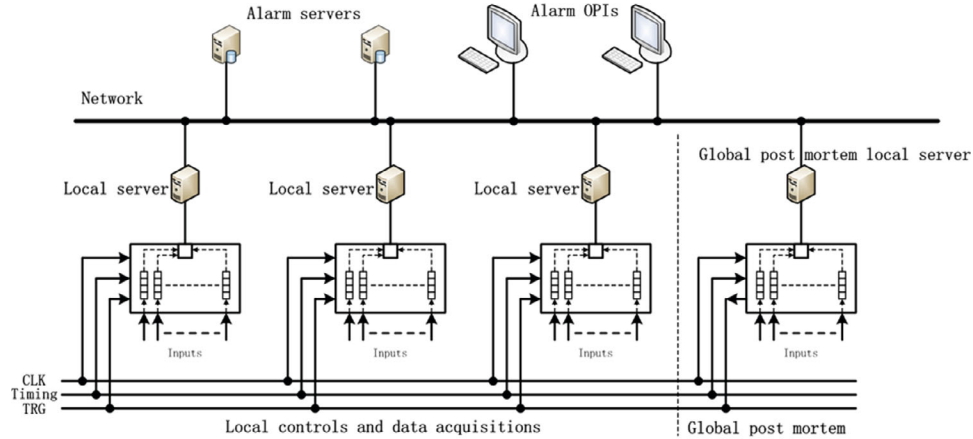 Alarm servers
Alarm OPIs
Network
Global post mortem local server
Local server
Local server
Local server
Inputs
Inputs
Inputs
Inputs
CLK
Timing
TRG
Local controls and data acquisitions
Global post mortem